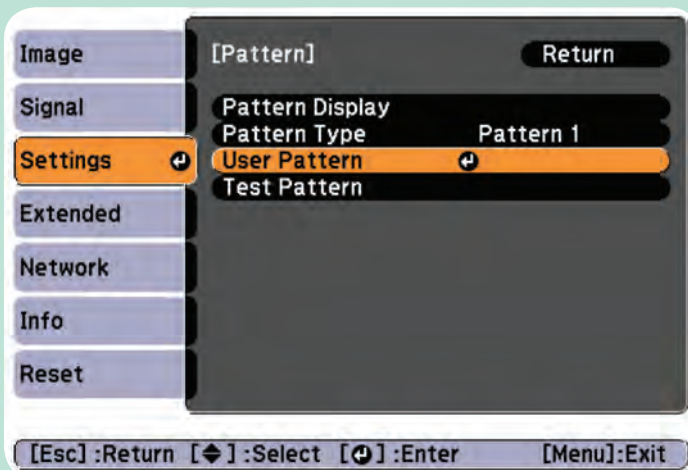 Image
Signal
Settings
Extended
Network
Info
Reset
[Pattern] Return
Pattern Display
Pattern Type Pattern 1
User Pattern
Test Pattern
[Esc] :Return [◆] :Select [⏎] :Enter [Menu]:Exit